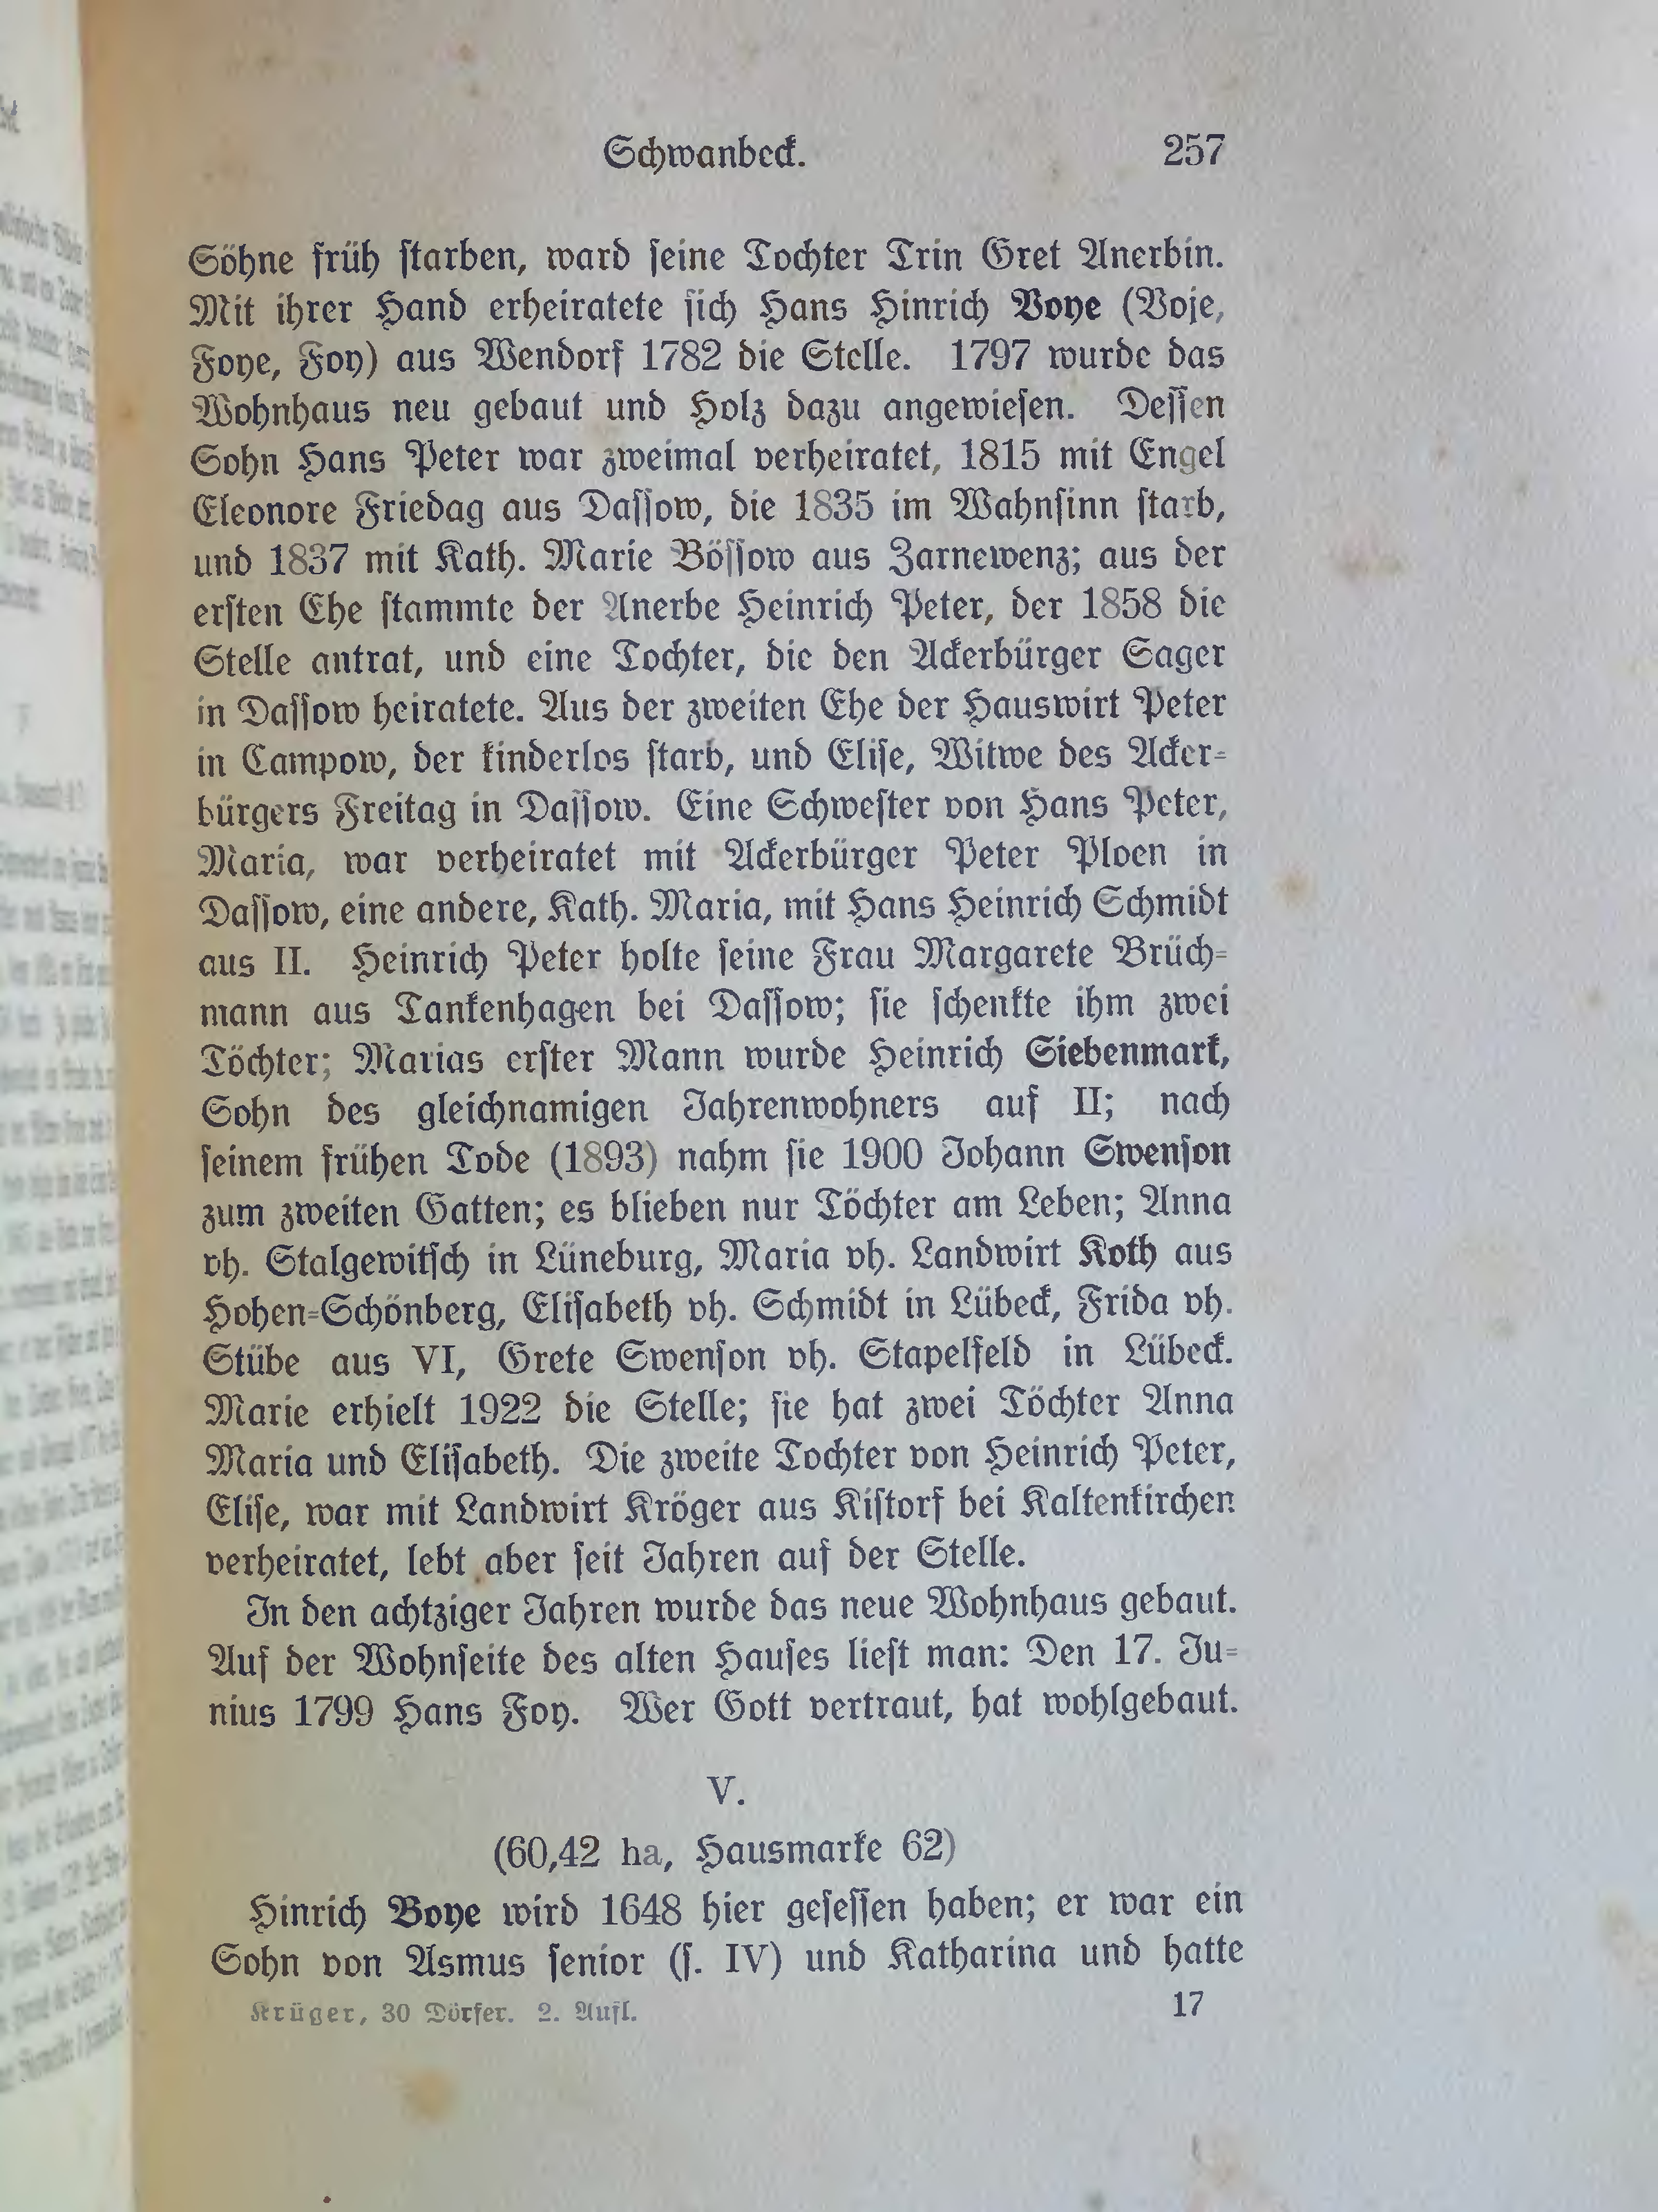 Schwanbeck. 257
Söhne früh ſtarben, ward ſeine Tochter Trin Gret Anerbin.
Mit ihrer Hand erheiratete ſich Hans Hinrich Boye (Boje,
Foye, Foy) aus Wendorf 1782 die Stelle. 1797 wurde das
Wohnhaus neu gebaut und Holz dazu angewieſen. Deſſen
Sohn Hans Peter war zweimal verheiratet, 1815 mit Engel
Eleonore Friedag aus Daſſow, die 1835 im Wahnſinn ſtarb,
und 1837 mit Kath. Marie Böſſow aus Zarnewenz; aus der
erſten Ehe ſtammte der Anerbe Heinrich Peter, der 1858 die
Stelle antrat, und eine Tochter, die den Ackerbürger Sager
in Daſſow heiratete. Aus der zweiten Ehe der Hauswirt Peter
in Campow, der kinderlos ſtarb, und Eliſe, Witwe des Acker-
bürgers Freitag in Daſſow. Eine Schweſter von Hans Peter,
Maria, war verheiratet mit Ackerbürger Peter Ploen in
Daſſow, eine andere, Kath. Maria, mit Hans Heinrich Schmidt
aus II. Heinrich Peter holte ſeine Frau Margarete Brüch-
mann aus Tankenhagen bei Daſſow; ſie ſchenkte ihm zwei
Töchter; Marias erſter Mann wurde Heinrich Siebenmark,
Sohn des gleichnamigen Jahrenwohners auf II; nach
ſeinem frühen Tode (1893) nahm ſie 1900 Johann Swenſon
zum zweiten Gatten; es blieben nur Töchter am Leben; Anna
vh. Stalgewitſch in Lüneburg, Maria vh. Landwirt Koth aus
Hohen-Schönberg, Eliſabeth vh. Schmidt in Lübeck, Frida vh.
Stübe aus VI, Grete Swenſon vh. Stapelfeld in Lübeck.
Marie erhielt 1922 die Stelle; ſie hat zwei Töchter Anna
Maria und Eliſabeth. Die zweite Tochter von Heinrich Peter,
Eliſe, war mit Landwirt Kröger aus Kiſtorf bei Kaltenkirchen
verheiratet, lebt aber ſeit Jahren auf der Stelle.
In den achtziger Jahren wurde das neue Wohnhaus gebaut.
Auf der Wohnſeite des alten Hauſes lieſt man: Den 17. Ju-
nius 1799 Hans Foy. Wer Gott vertraut, hat wohlgebaut.
V.
(60,42 ha, Hausmarke 62)
Hinrich Boye wird 1648 hier geſeſſen haben; er war ein
Sohn von Asmus ſenior (ſ. IV) und Katharina und hatte
Krüger, 30 Dörfer. 2. Aufl. 17